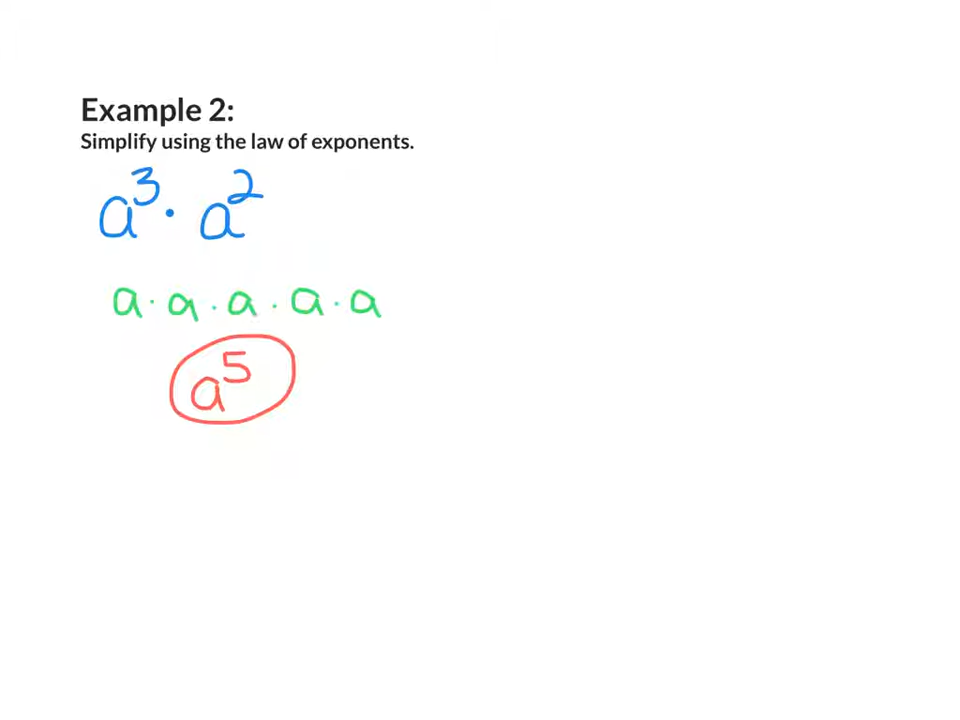 Example 2:
Simplify using the law of exponents.
a³ · a²
a · a · a · a · a
a⁵